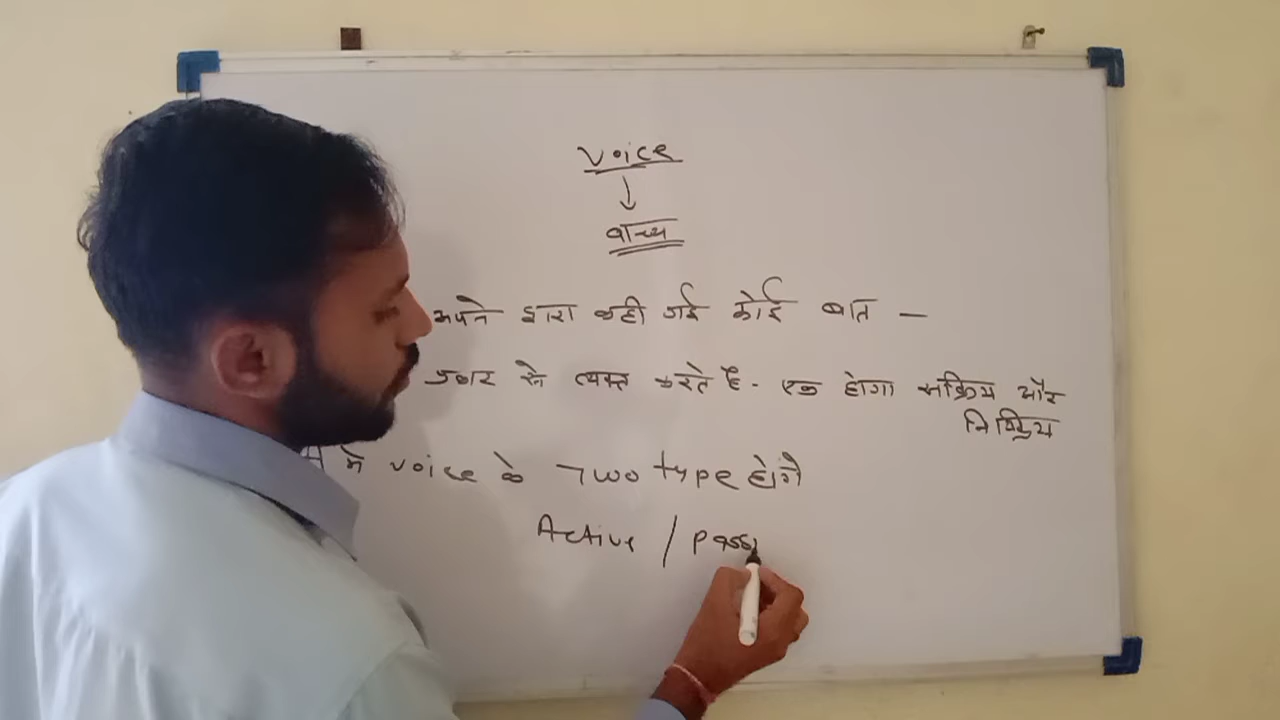 Voice
वाच्य
अपने द्वारा कही गई कोई बात —
प्रकार से व्यक्त करते है. एक होगा सक्रिय और
निष्क्रिय
में voice के Two type होंगे
Active / Passi